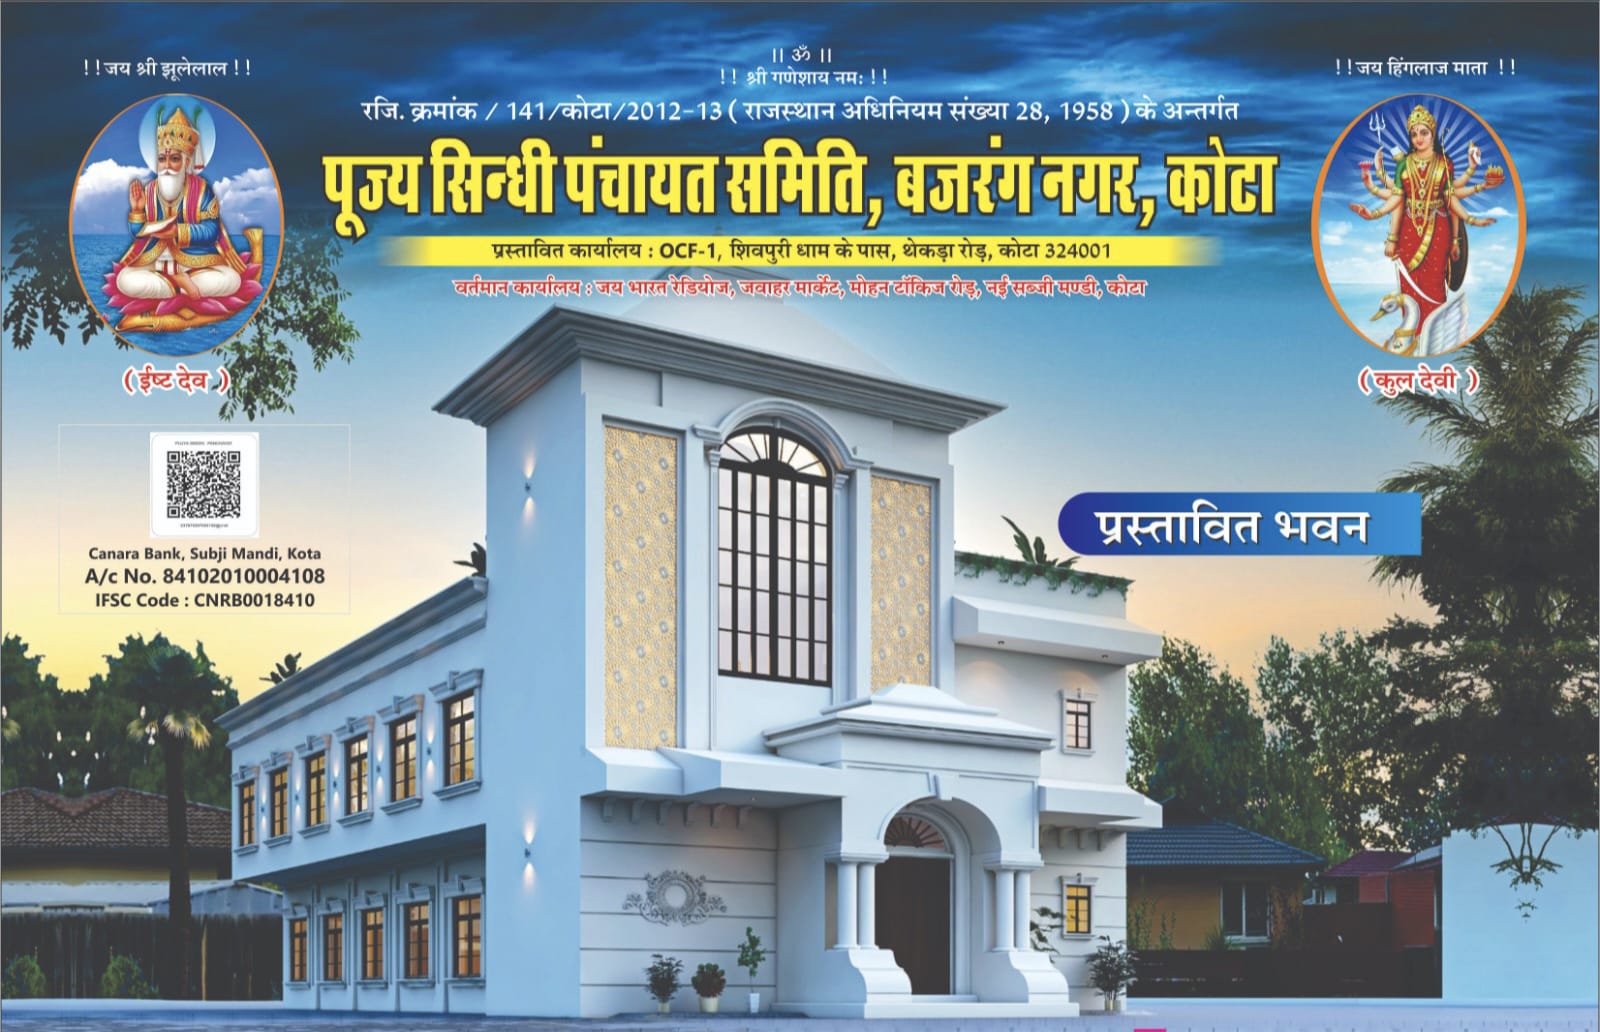 ।। ॐ ।।
!! श्री गणेशाय नमः !!
!! जय श्री झूलेलाल !!
!! जय हिंगलाज माता !!
रजि. क्रमांक / 141/कोटा/2012-13 ( राजस्थान अधिनियम संख्या 28, 1958 ) के अन्तर्गत
पूज्य सिन्धी पंचायत समिति, बजरंग नगर, कोटा
प्रस्तावित कार्यालय : OCF-1, शिवपुरी धाम के पास, थेकड़ा रोड़, कोटा 324001
वर्तमान कार्यालय : जय भारत रेडियोज, जवाहर मार्केट, मोहन टॉकिज रोड़, नई सब्जी मण्डी, कोटा
( ईष्ट देव )
( कुल देवी )
प्रस्तावित भवन
Canara Bank, Subji Mandi, Kota
A/c No. 84102010004108
IFSC Code : CNRB0018410